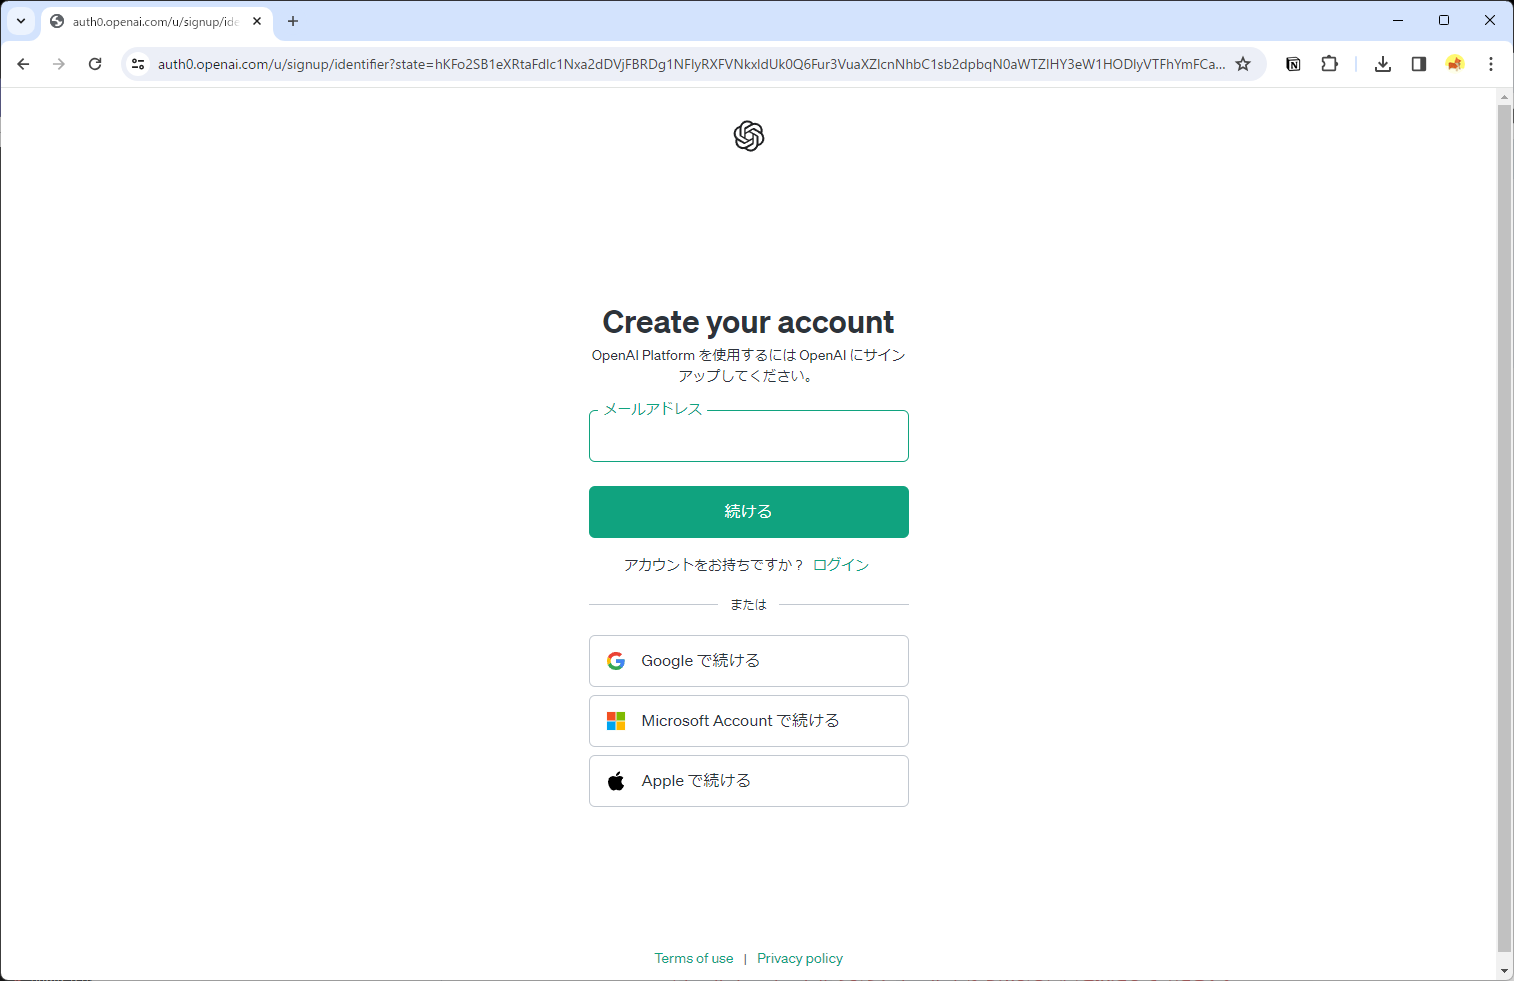 auth0.openai.com/u/signup/ide
auth0.openai.com/u/signup/identifier?state=hKFo2SB1eXRtaFdlc1Nxa2dDVjFBRDg1NFlyRXFVNkxldUk0Q6Fur3VuaXZlcnNhbC1sb2dpbqN0aWTZIHY3eW1HODlyVTFhYmFCa...
Create your account
OpenAI Platform を使用するには OpenAI にサイン
アップしてください。
メールアドレス
続ける
アカウントをお持ちですか？ ログイン
または
Google で続ける
Microsoft Account で続ける
Apple で続ける
Terms of use | Privacy policy